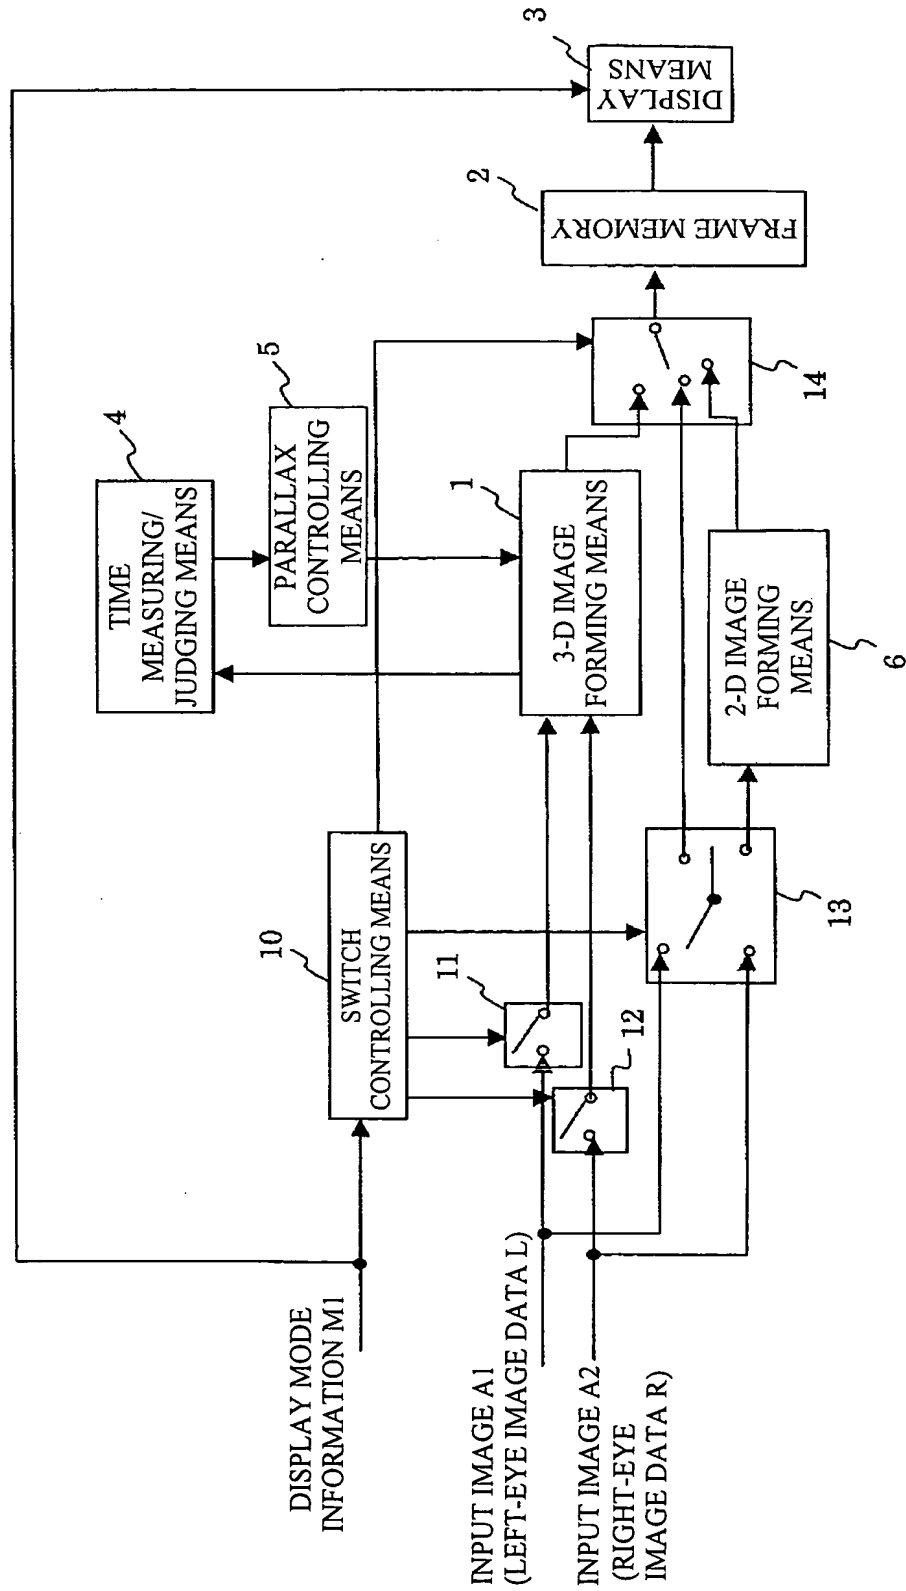 DISPLAY MODE
INFORMATION M1
INPUT IMAGE A1
(LEFT-EYE IMAGE DATA L)
INPUT IMAGE A2
(RIGHT-EYE
IMAGE DATA R)
10
SWITCH
CONTROLLING MEANS
11
12
13
4
TIME
MEASURING/
JUDGING MEANS
5
PARALLAX
CONTROLLING
MEANS
1
3-D IMAGE
FORMING MEANS
2-D IMAGE
FORMING
MEANS
6
14
2
FRAME MEMORY
3
DISPLAY
MEANS